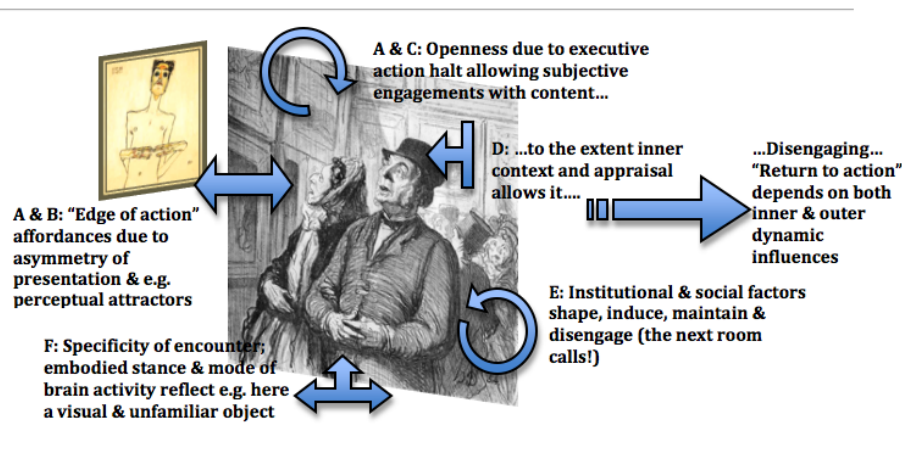 A & C: Openness due to executive
action halt allowing subjective
engagements with content…
D: …to the extent inner
context and appraisal
allows it….
…Disengaging…
“Return to action”
depends on both
inner & outer
dynamic
influences
A & B: “Edge of action”
affordances due to
asymmetry of
presentation & e.g.
perceptual attractors
E: Institutional & social factors
shape, induce, maintain &
disengage (the next room
calls!)
F: Specificity of encounter;
embodied stance & mode of
brain activity reflect e.g. here
a visual & unfamiliar object